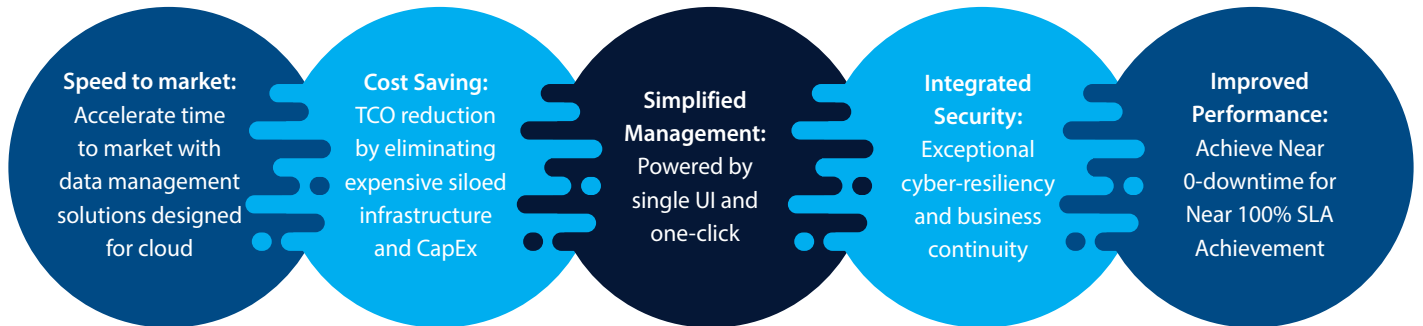 Speed to market:
Accelerate time
to market with
data management
solutions designed
for cloud
Cost Saving:
TCO reduction
by eliminating
expensive siloed
infrastructure
and CapEx
Simplified
Management:
Powered by
single UI and
one-click
Integrated
Security:
Exceptional
cyber-resiliency
and business
continuity
Improved
Performance:
Achieve Near
0-downtime for
Near 100% SLA
Achievement